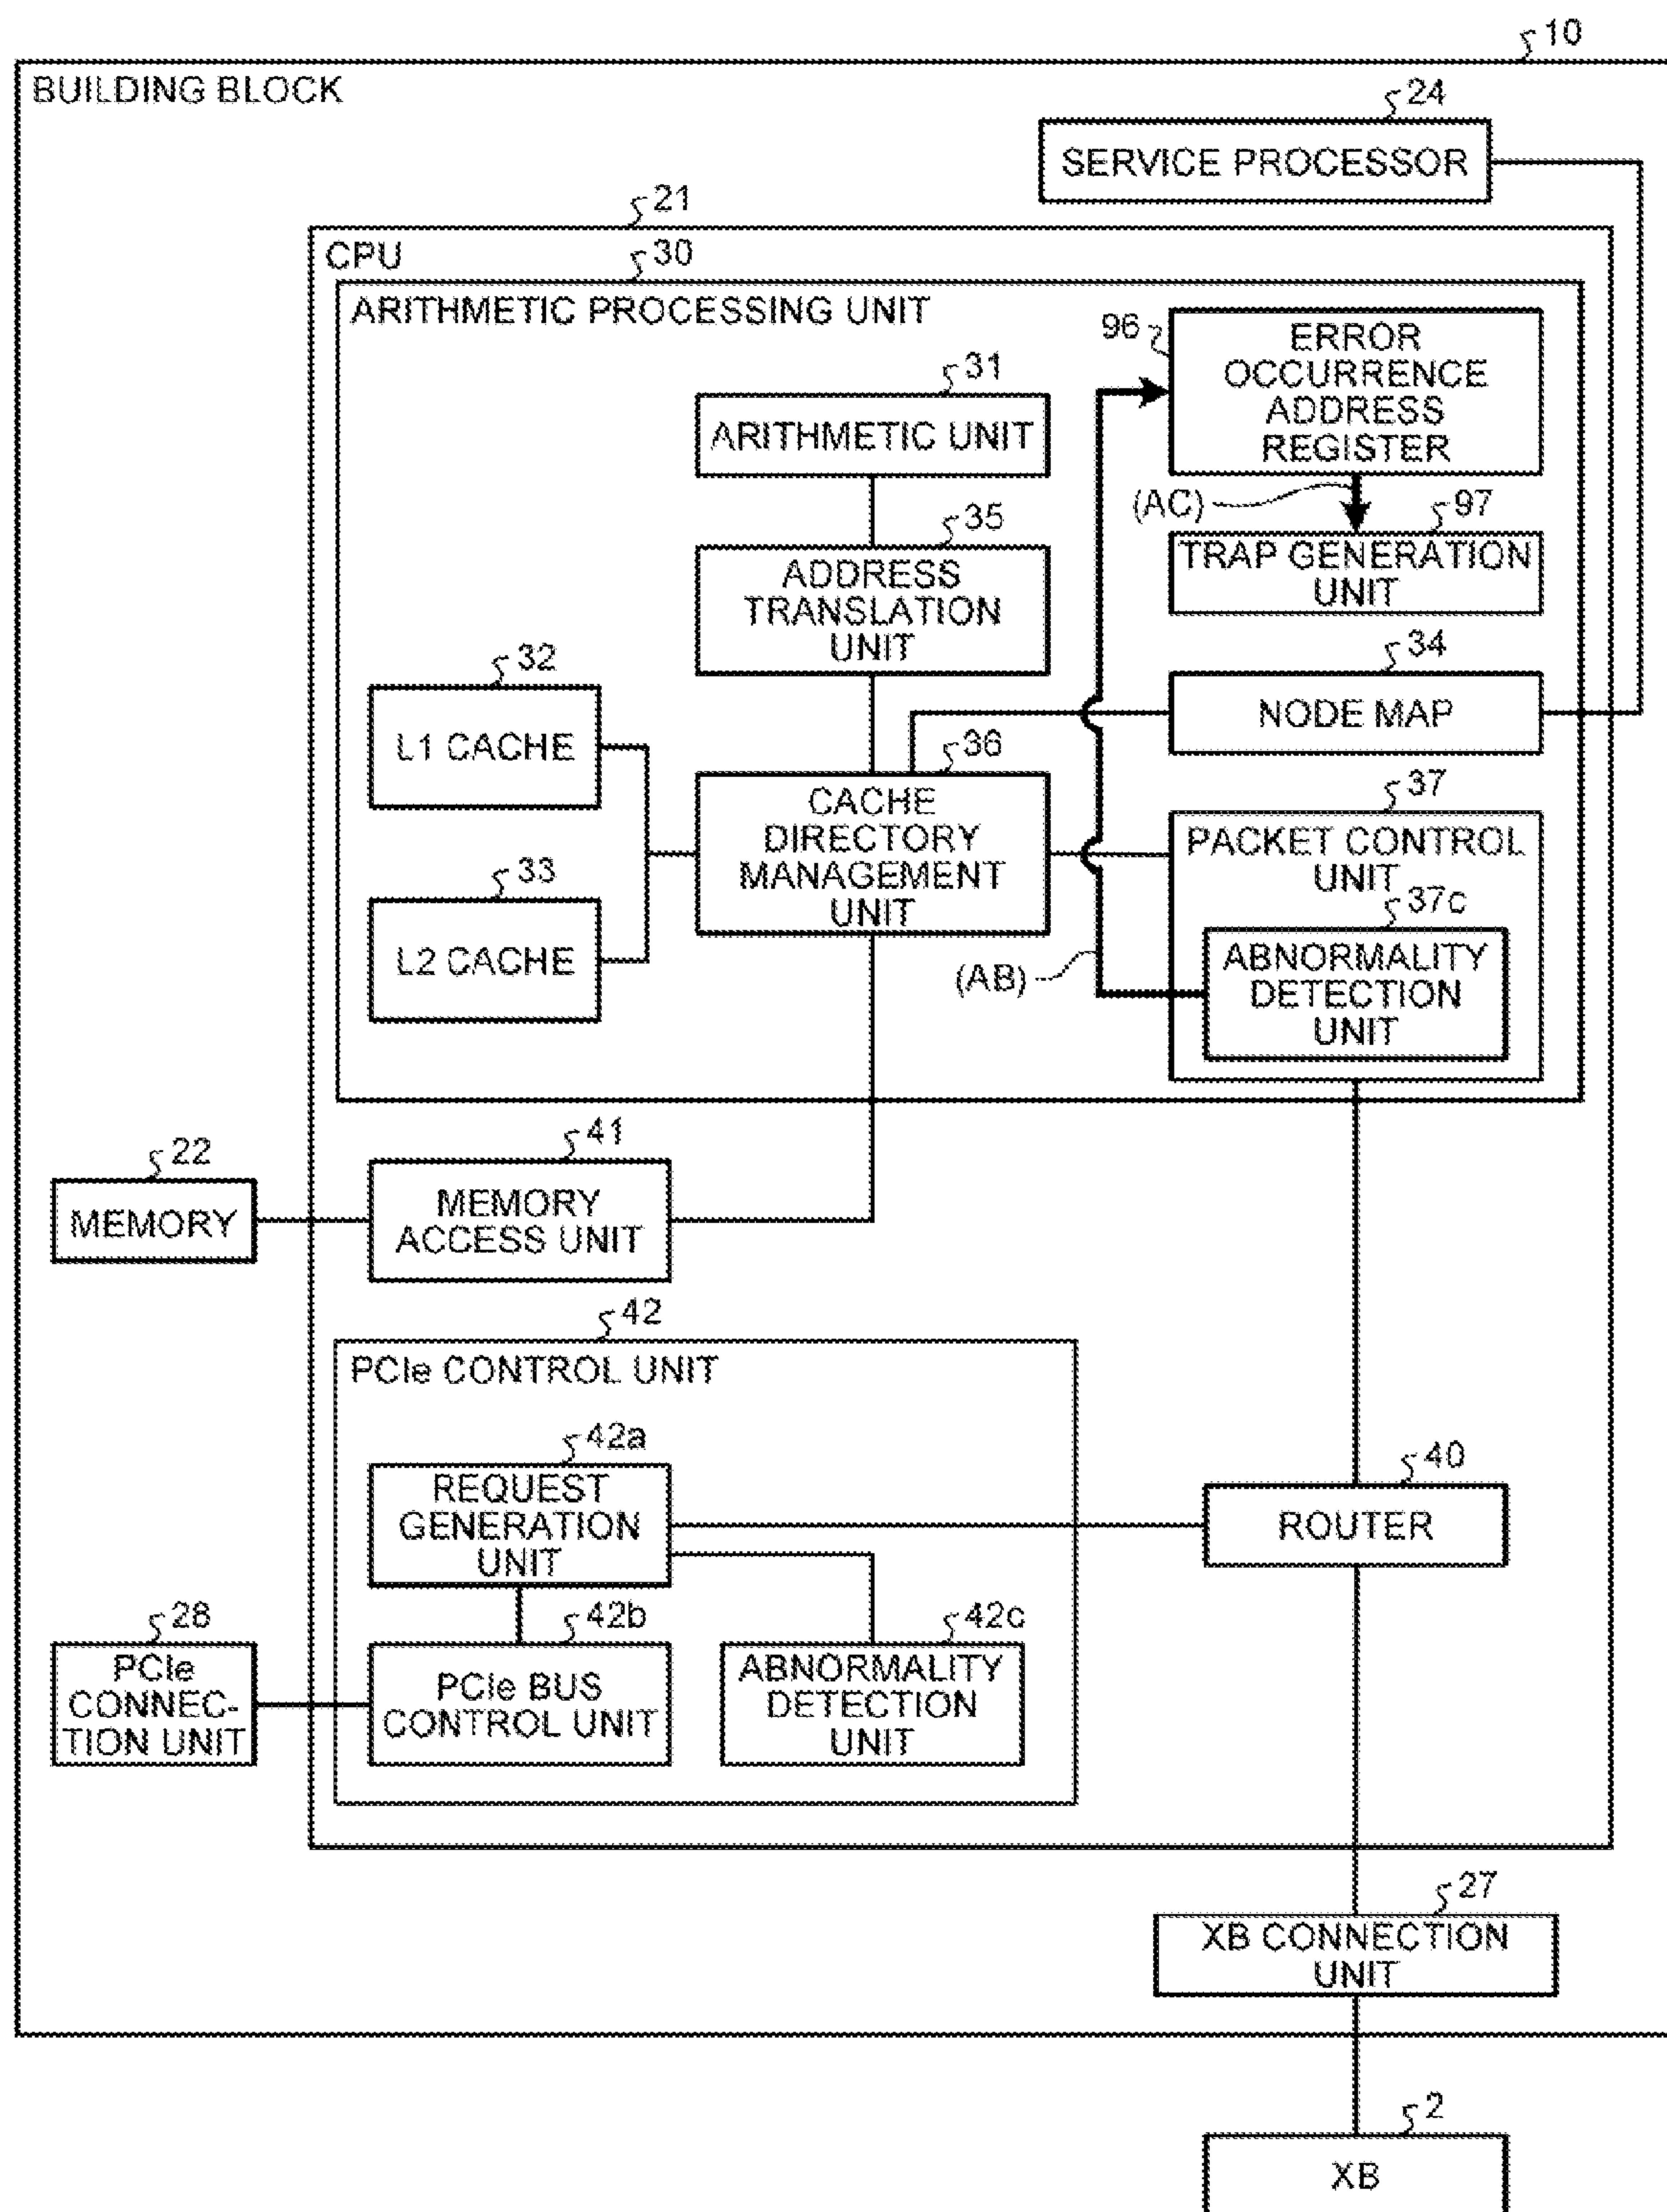 10
BUILDING BLOCK
24
SERVICE PROCESSOR
21
CPU
30
ARITHMETIC PROCESSING UNIT
96
ERROR
OCCURRENCE
ADDRESS
REGISTER
31
ARITHMETIC UNIT
(AC)
97
TRAP GENERATION
UNIT
35
ADDRESS
TRANSLATION
UNIT
32
L1 CACHE
34
NODE MAP
36
CACHE
DIRECTORY
MANAGEMENT
UNIT
37
PACKET CONTROL
UNIT
33
L2 CACHE
37c
ABNORMALITY
DETECTION
UNIT
(AB)
22
MEMORY
41
MEMORY
ACCESS UNIT
42
PCIe CONTROL UNIT
42a
REQUEST
GENERATION
UNIT
40
ROUTER
28
PCIe
CONNEC-
TION UNIT
42b
PCIe BUS
CONTROL UNIT
42c
ABNORMALITY
DETECTION
UNIT
27
XB CONNECTION
UNIT
2
XB